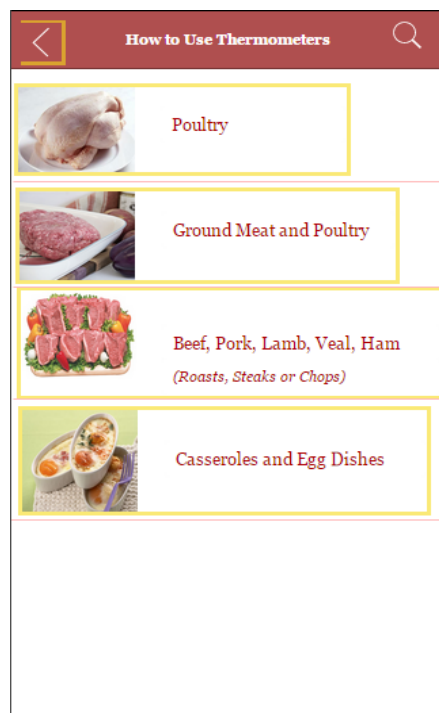 How to Use Thermometers
Poultry
Ground Meat and Poultry
Beef, Pork, Lamb, Veal, Ham
(Roasts, Steaks or Chops)
Casseroles and Egg Dishes